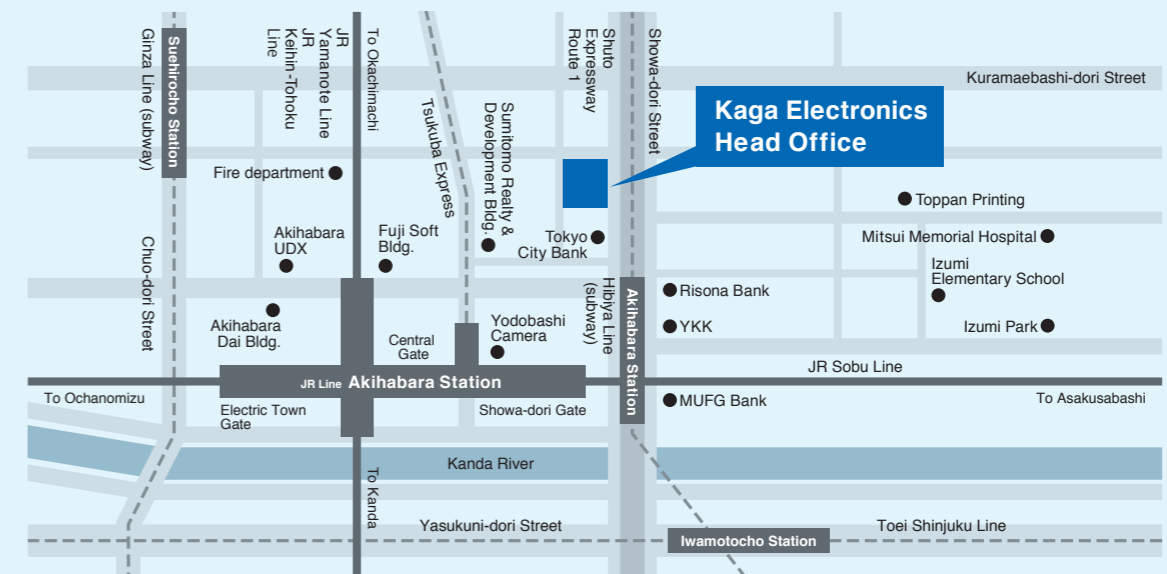 Suehirocho Station
Ginza Line (subway)
Chuo-dori Street
JR
Yamanote Line
JR
Keihin-Tohoku
Line
To Okachimachi
Tsukuba Express
Sumitomo Realty &
Development Bldg.
Shuto
Expressway
Route 1
Showa-dori Street
Kuramaebashi-dori Street
Kaga Electronics
Head Office
Fire department
Toppan Printing
Akihabara
UDX
Fuji Soft
Bldg.
Tokyo
City Bank
Mitsui Memorial Hospital
Izumi
Elementary School
Hibiya Line
(subway)
Akihabara Station
Risona Bank
Akihabara
Dai Bldg.
Central
Gate
Yodobashi
Camera
YKK
Izumi Park
JR Line Akihabara Station
JR Sobu Line
To Ochanomizu
Electric Town
Gate
Showa-dori Gate
MUFG Bank
To Asakusabashi
Kanda River
To Kanda
Yasukuni-dori Street
Iwamotocho Station
Toei Shinjuku Line